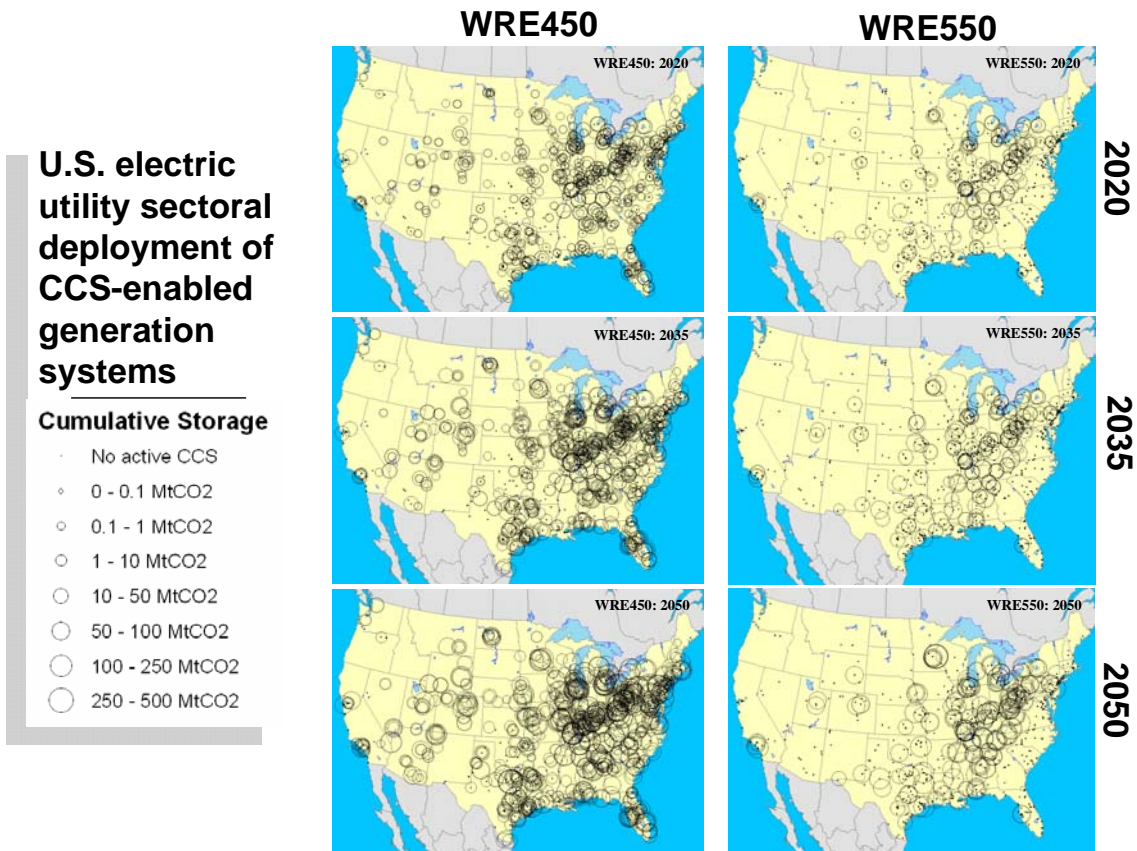 WRE450
WRE550
U.S. electric
utility sectoral
deployment of
CCS-enabled
generation
systems
Cumulative Storage
No active CCS
0 - 0.1 MtCO2
0.1 - 1 MtCO2
1 - 10 MtCO2
10 - 50 MtCO2
50 - 100 MtCO2
100 - 250 MtCO2
250 - 500 MtCO2
WRE450: 2020
WRE550: 2020
2020
WRE450: 2035
WRE550: 2035
2035
WRE450: 2050
WRE550: 2050
2050